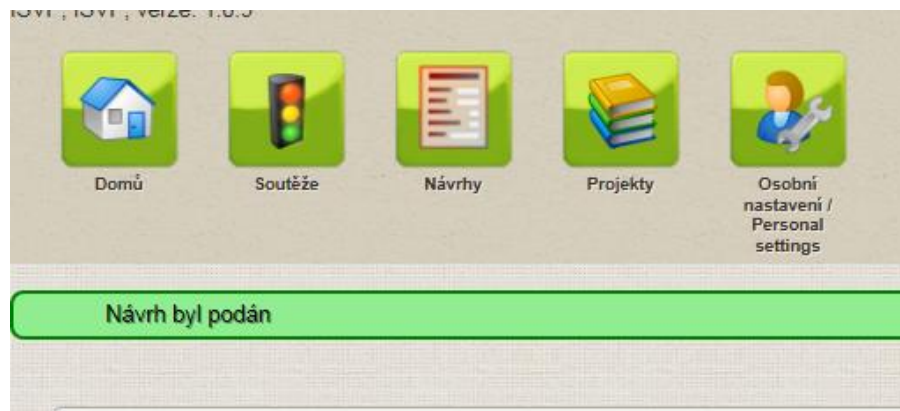 Domů
Soutěže
Návrhy
Projekty
Osobní
nastavení /
Personal
settings
Návrh byl podán